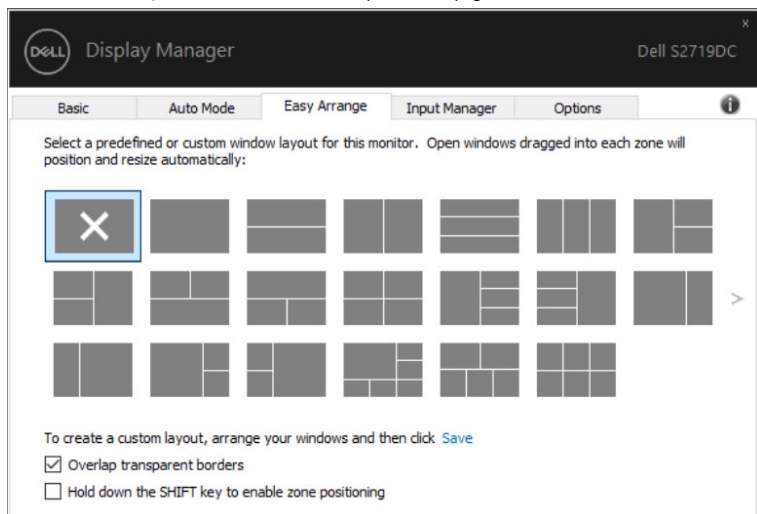 x
DELL Display Manager
Dell S2719DC
Basic Auto Mode Easy Arrange Input Manager Options
Select a predefined or custom window layout for this monitor. Open windows dragged into each zone will
position and resize automatically:
To create a custom layout, arrange your windows and then click Save
Overlap transparent borders
Hold down the SHIFT key to enable zone positioning